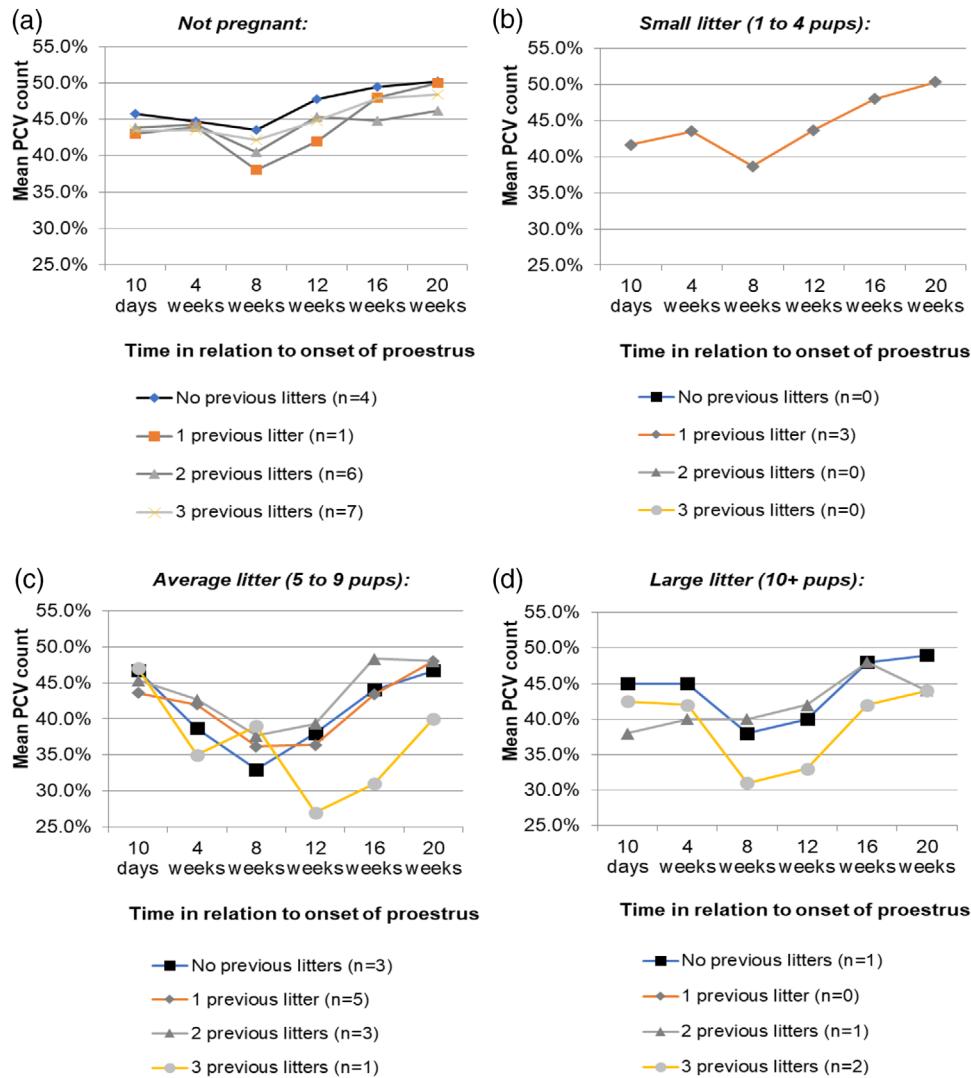 (a)
Not pregnant:
Mean PCV count
55.0%
50.0%
45.0%
40.0%
35.0%
30.0%
25.0%
10 4 8 12 16 20
days weeks weeks weeks weeks weeks
Time in relation to onset of proestrus
No previous litters (n=4)
1 previous litter (n=1)
2 previous litters (n=6)
3 previous litters (n=7)
(b)
Small litter (1 to 4 pups):
Mean PCV count
55.0%
50.0%
45.0%
40.0%
35.0%
30.0%
25.0%
10 4 8 12 16 20
days weeks weeks weeks weeks weeks
Time in relation to onset of proestrus
No previous litters (n=0)
1 previous litter (n=3)
2 previous litters (n=0)
3 previous litters (n=0)
(c)
Average litter (5 to 9 pups):
Mean PCV count
55.0%
50.0%
45.0%
40.0%
35.0%
30.0%
25.0%
10 4 8 12 16 20
days weeks weeks weeks weeks weeks
Time in relation to onset of proestrus
No previous litters (n=3)
1 previous litter (n=5)
2 previous litters (n=3)
3 previous litters (n=1)
(d)
Large litter (10+ pups):
Mean PCV count
55.0%
50.0%
45.0%
40.0%
35.0%
30.0%
25.0%
10 4 8 12 16 20
days weeks weeks weeks weeks weeks
Time in relation to onset of proestrus
No previous litters (n=1)
1 previous litter (n=0)
2 previous litters (n=1)
3 previous litters (n=2)